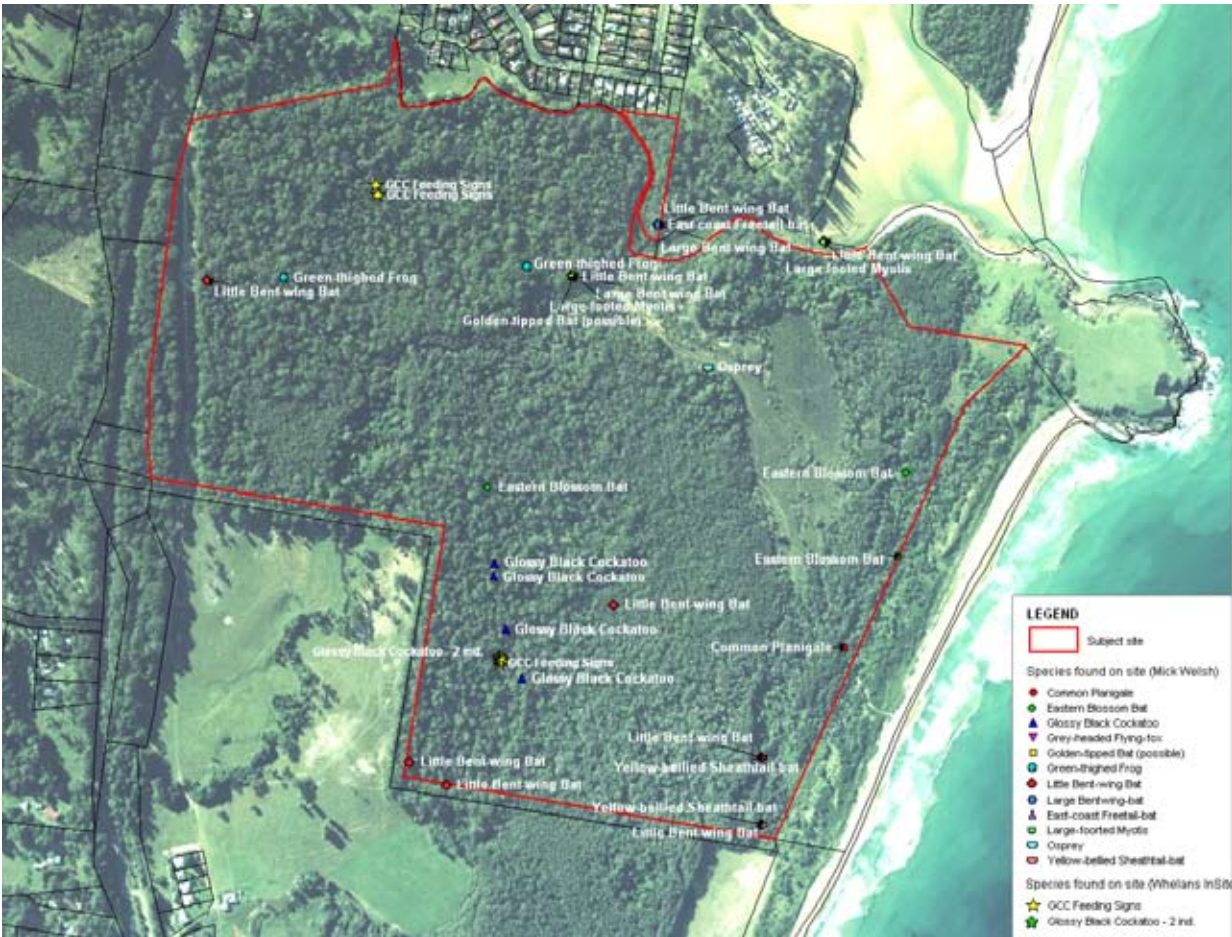 GCC Feeding Signs
GCC Feeding Signs
Little Bent-wing Bat
East-coast Freetail-bat
Large Bent-wing Bat
Little Bent-wing Bat
Large-footed Myotis
Green-thighed Frog
Little Bent-wing Bat
Green-thighed Frog
Little Bent-wing Bat
Large Bent-wing Bat
Large-footed Myotis
Golden-tipped Bat (possible)
Osprey
Eastern Blossom Bat
Eastern Blossom Bat
Eastern Blossom Bat
Glossy Black Cockatoo
Glossy Black Cockatoo
Little Bent-wing Bat
Glossy Black Cockatoo
Glossy Black Cockatoo - 2 ind.
GCC Feeding Signs
Glossy Black Cockatoo
Common Planigale
Little Bent-wing Bat
Yellow-bellied Sheathtail-bat
Little Bent-wing Bat
Little Bent-wing Bat
Yellow-bellied Sheathtail-bat
Little Bent-wing Bat
LEGEND
Subject site
Species found on site (Mick Welsh)
Common Planigale
Eastern Blossom Bat
Glossy Black Cockatoo
Grey-headed Flying-fox
Golden-tipped Bat (possible)
Green-thighed Frog
Little Bent-wing Bat
Large Bentwing-bat
East-coast Freetail-bat
Large-foorted Myotis
Osprey
Yellow-bellied Sheathtail-bat
Species found on site (Whelans InSite
GCC Feeding Signs
Glossy Black Cockatoo - 2 ind.